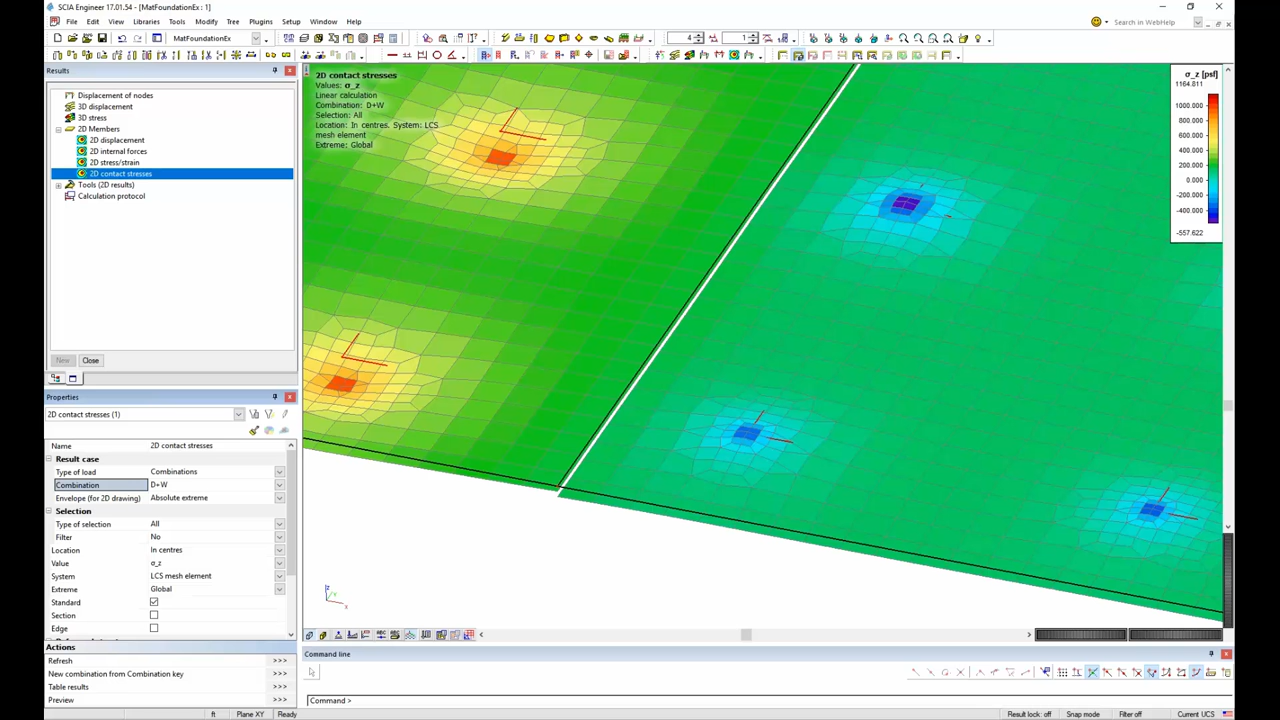 SCIA Engineer 17.01.54 - [MatFoundationEx : 1]
File Edit View Libraries Tools Modify Tree Plugins Setup Window Help
Search in WebHelp
MatFoundationEx
4
1
Results
Displacement of nodes
3D displacement
3D stress
2D Members
2D displacement
2D internal forces
2D stress/strain
2D contact stresses
Tools (2D results)
Calculation protocol
New Close
Properties
2D contact stresses (1)
Name 2D contact stresses
Result case
Type of load Combinations
Combination D+W
Envelope (for 2D drawing) Absolute extreme
Selection
Type of selection All
Filter No
Location In centres
Value σ_z
System LCS mesh element
Extreme Global
Standard
Section
Edge
Actions
Refresh >>>
New combination from Combination key >>>
Table results >>>
Preview >>>
2D contact stresses
Values: σ_z
Linear calculation
Combination: D+W
Selection: All
Location: In centres. System: LCS
mesh element
Extreme: Global
σ_z [psf]
1164.811
1000.000
800.000
600.000
400.000
200.000
0.000
-200.000
-400.000
-557.622
z
Y
x
Command line
Command >
ft Plane XY Ready
Result lock: off Snap mode Filter off Current UCS